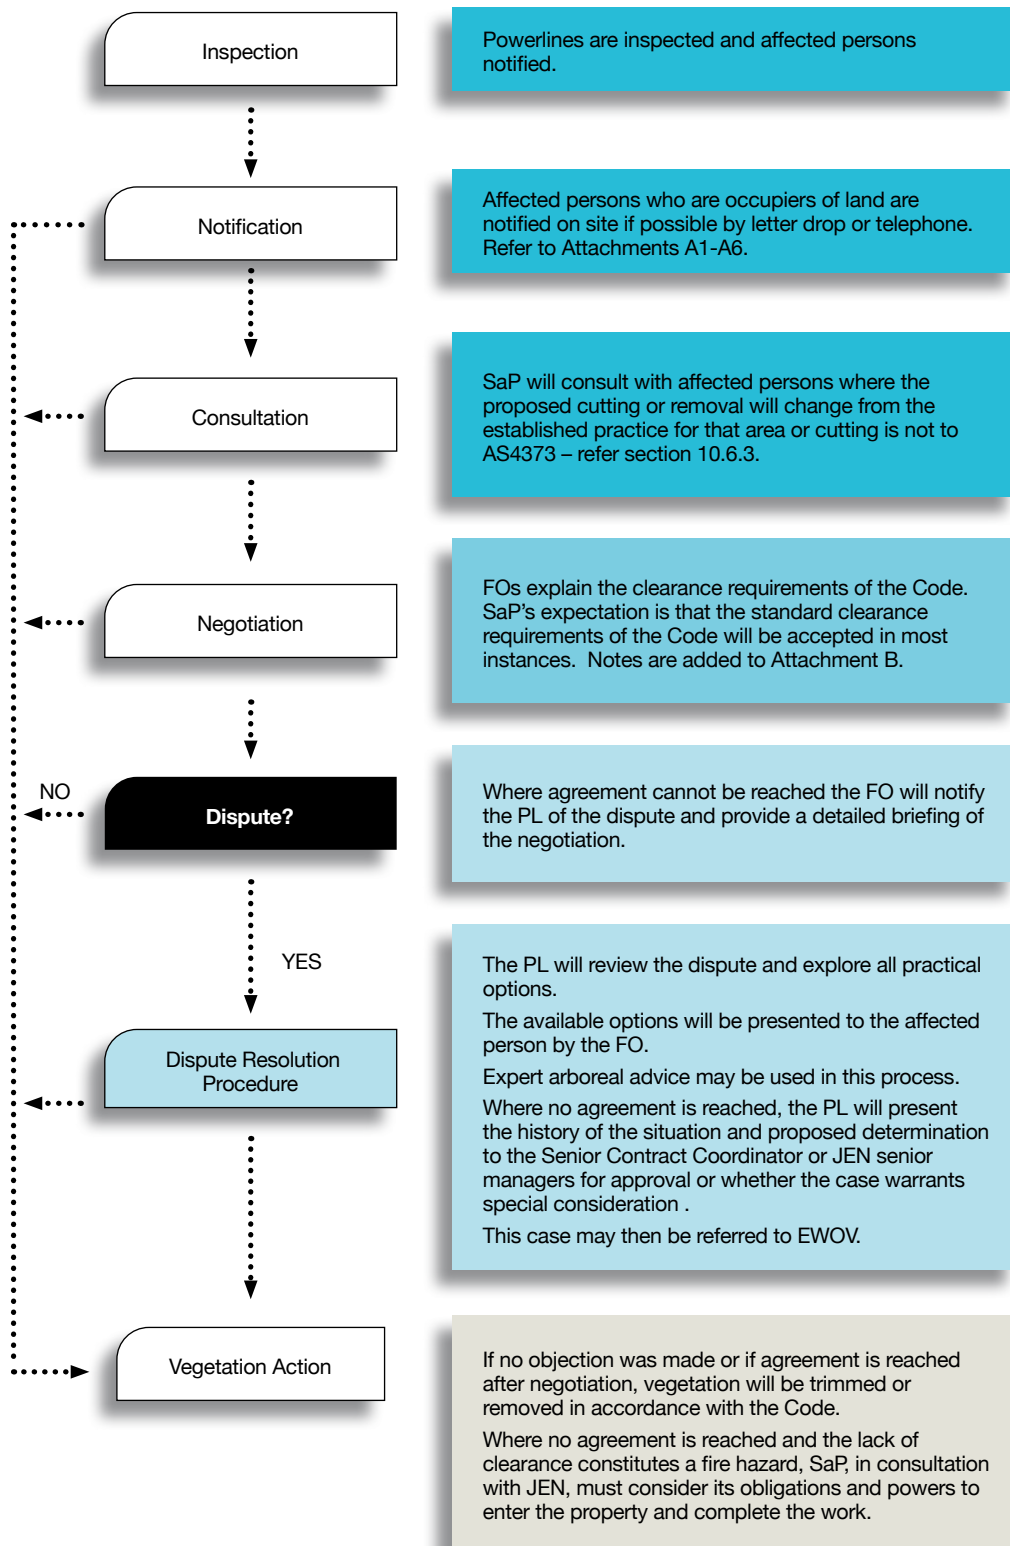 Inspection
Powerlines are inspected and affected persons
notified.
Notification
Affected persons who are occupiers of land are
notified on site if possible by letter drop or telephone.
Refer to Attachments A1-A6.
Consultation
SaP will consult with affected persons where the
proposed cutting or removal will change from the
established practice for that area or cutting is not to
AS4373 – refer section 10.6.3.
Negotiation
FOs explain the clearance requirements of the Code.
SaP's expectation is that the standard clearance
requirements of the Code will be accepted in most
instances.  Notes are added to Attachment B.
NO
Dispute?
Where agreement cannot be reached the FO will notify
the PL of the dispute and provide a detailed briefing of
the negotiation.
YES
Dispute Resolution
Procedure
The PL will review the dispute and explore all practical
options.
The available options will be presented to the affected
person by the FO.
Expert arboreal advice may be used in this process.
Where no agreement is reached, the PL will present
the history of the situation and proposed determination
to the Senior Contract Coordinator or JEN senior
managers for approval or whether the case warrants
special consideration .
This case may then be referred to EWOV.
Vegetation Action
If no objection was made or if agreement is reached
after negotiation, vegetation will be trimmed or
removed in accordance with the Code.
Where no agreement is reached and the lack of
clearance constitutes a fire hazard, SaP, in consultation
with JEN, must consider its obligations and powers to
enter the property and complete the work.